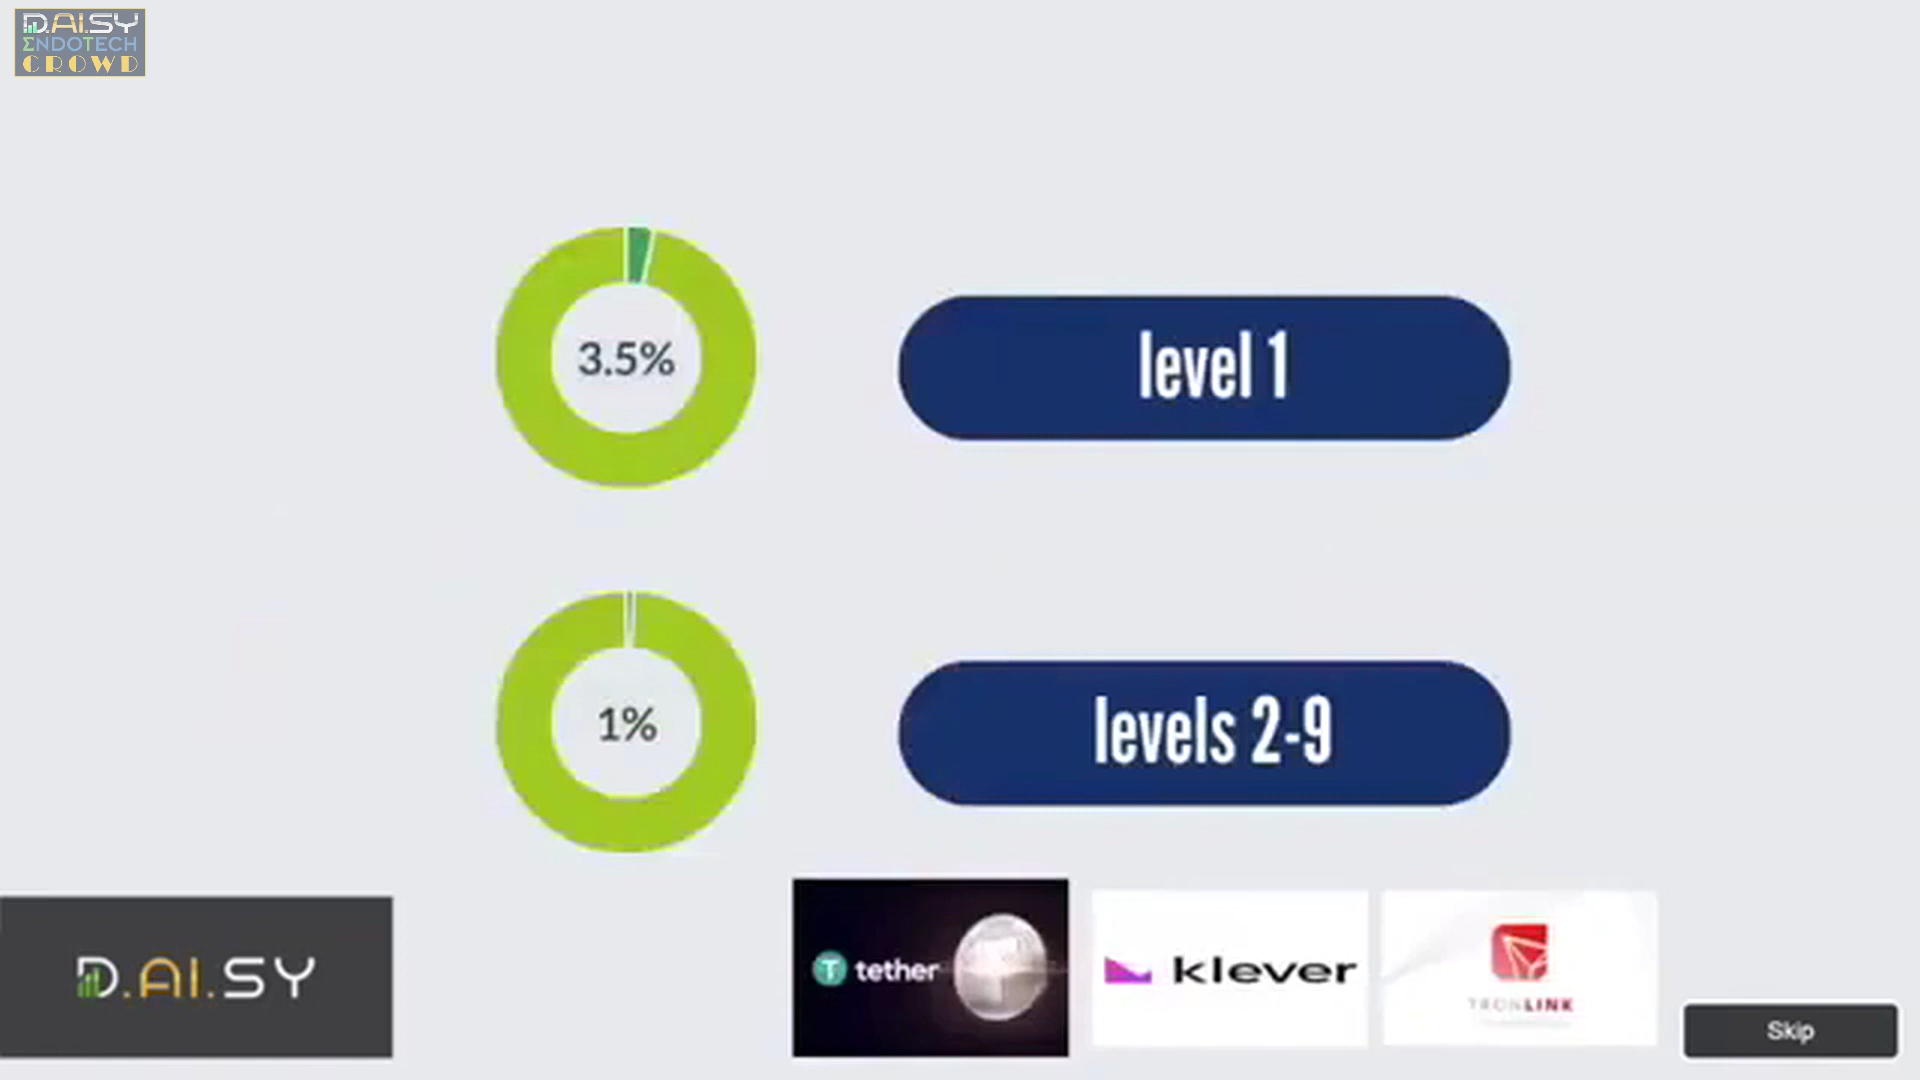 D.AI.SY
ΣNDOTECH
CROWD
3.5%
level 1
1%
levels 2-9
D.AI.SY
tether
klever
TRONLINK
Skip